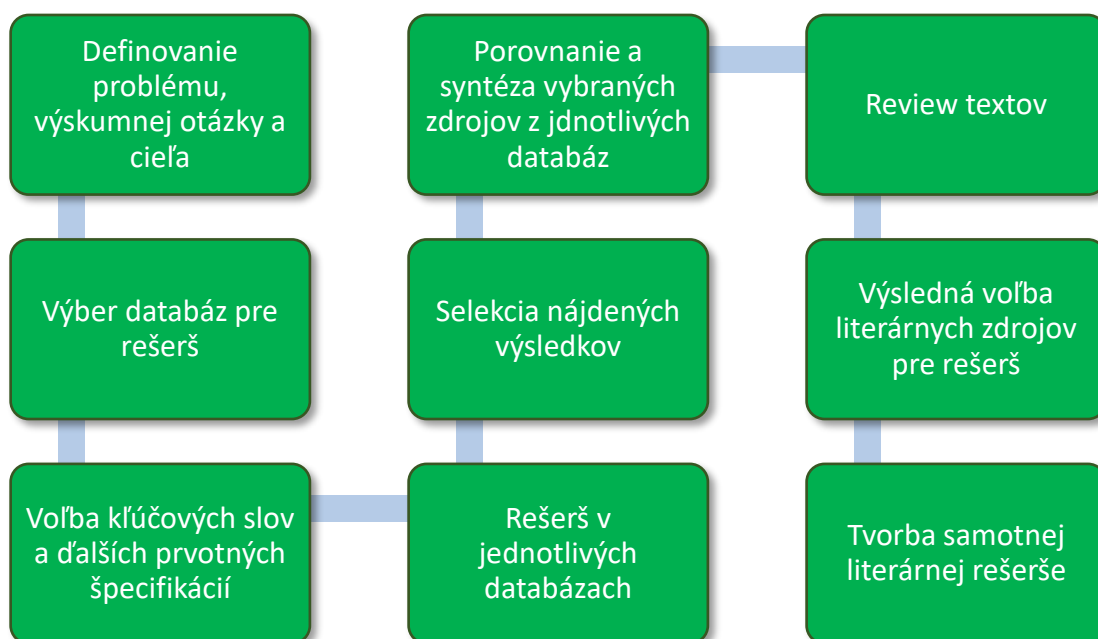 Definovanie
problému,
výskumnej otázky a
cieľa
Výber databáz pre
rešerš
Voľba kľúčových slov
a ďalších prvotných
špecifikácií
Rešerš v
jednotlivých
databázach
Selekcia nájdených
výsledkov
Porovnanie a
syntéza vybraných
zdrojov z jdnotlivých
databáz
Review textov
Výsledná voľba
literárnych zdrojov
pre rešerš
Tvorba samotnej
literárnej rešerše